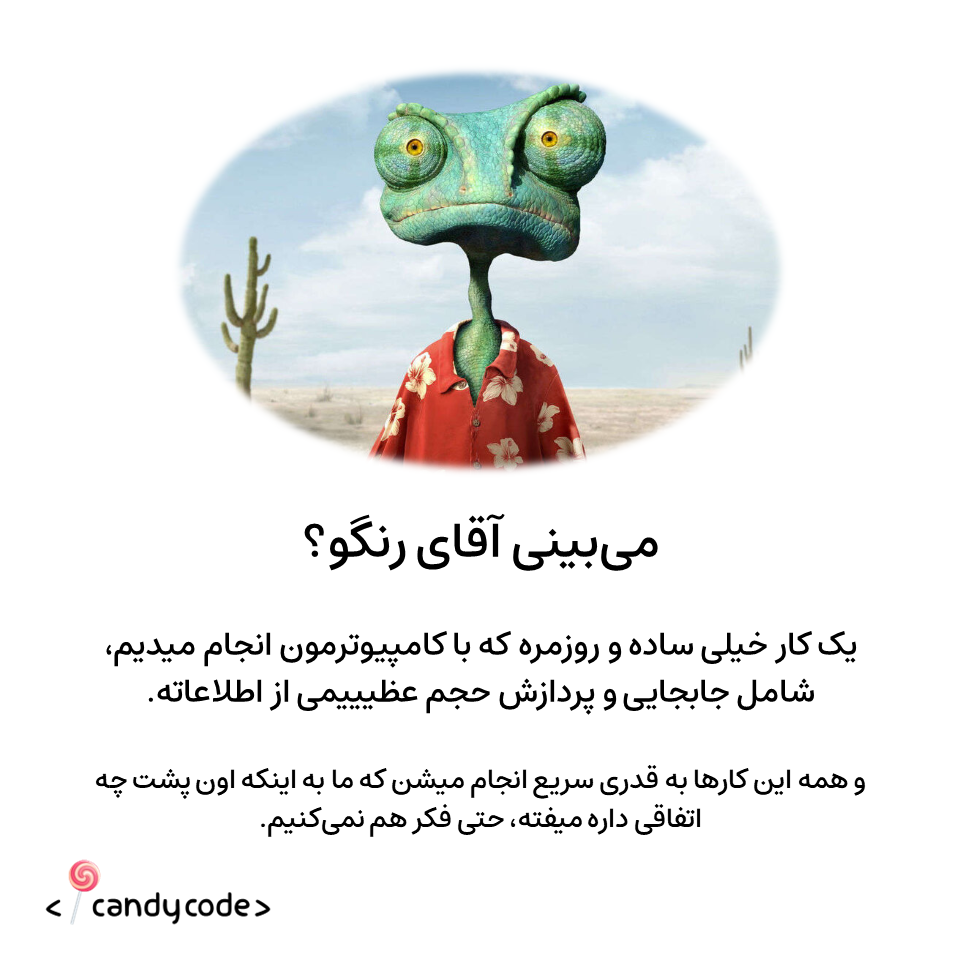 می‌بینی آقای رنگو؟
یک کار خیلی ساده و روزمره که با کامپیوترمون انجام میدیم،
شامل جابجایی و پردازش حجم عظیییمی از اطلاعاته.
و همه این کارها به قدری سریع انجام میشن که ما به اینکه اون پشت چه
اتفاقی داره میفته، حتی فکر هم نمی‌کنیم.
< candycode>